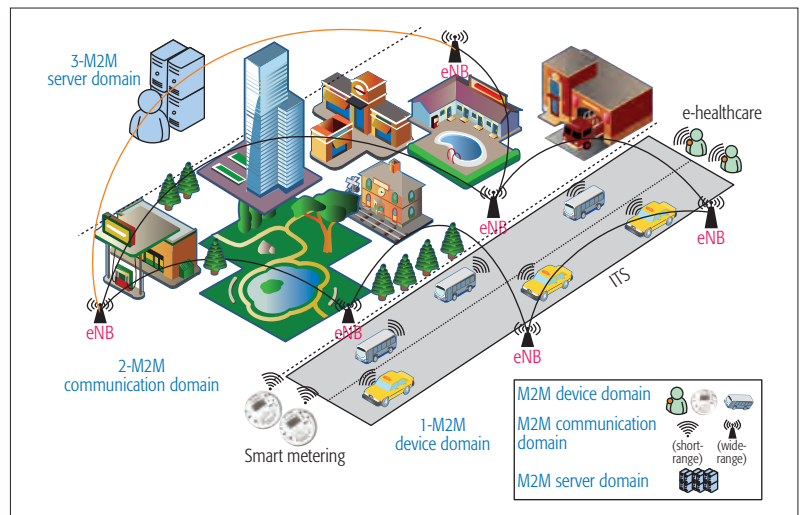 3-M2M
server domain
eNB
e-healthcare
eNB
eNB
ITS
eNB
eNB
eNB
2-M2M
communication domain
1-M2M
device domain
Smart metering
M2M device domain
M2M communication
domain
(short-
range)
(wide-
range)
M2M server domain